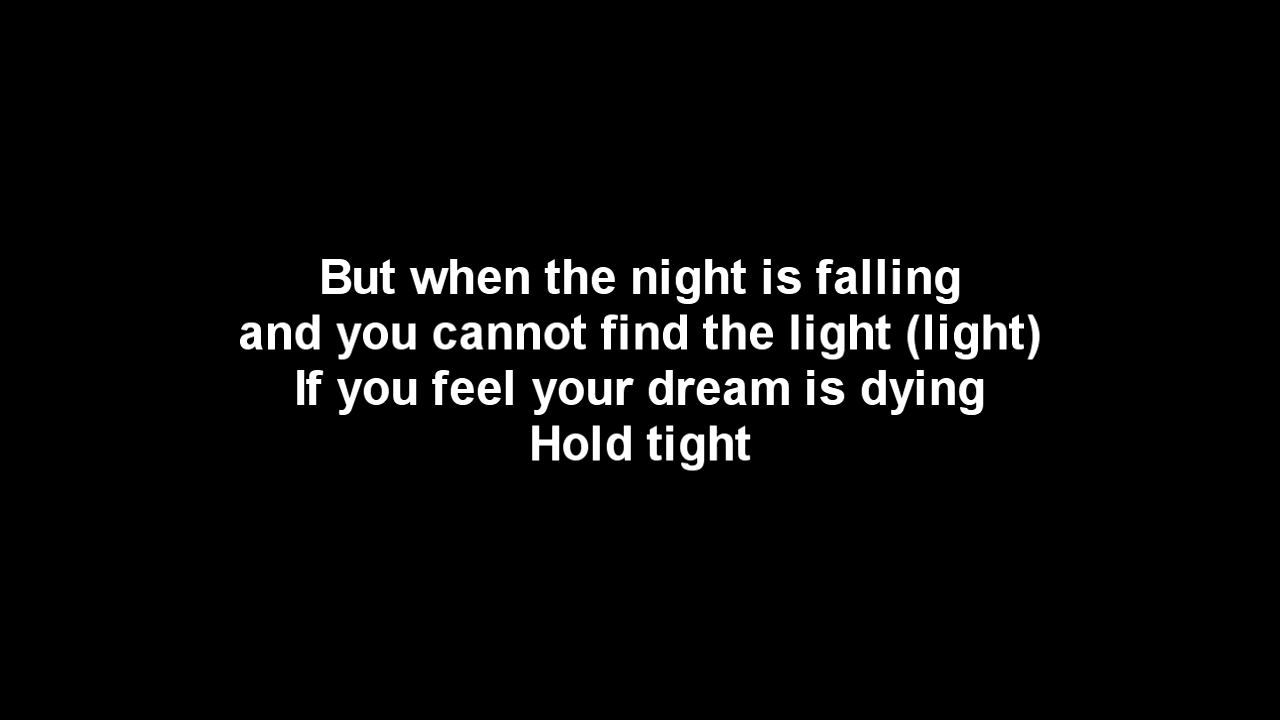 But when the night is falling
and you cannot find the light (light)
If you feel your dream is dying
Hold tight